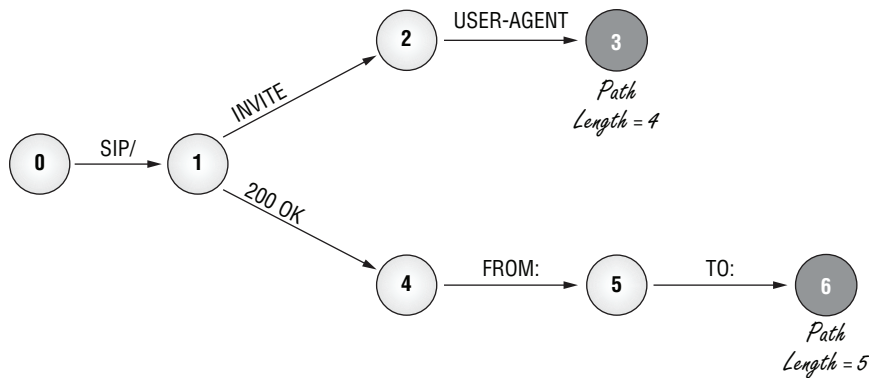 2
USER-AGENT
3
Path
Length = 4
INVITE
0
SIP/
1
200 OK
4
FROM:
5
TO:
6
Path
Length = 5